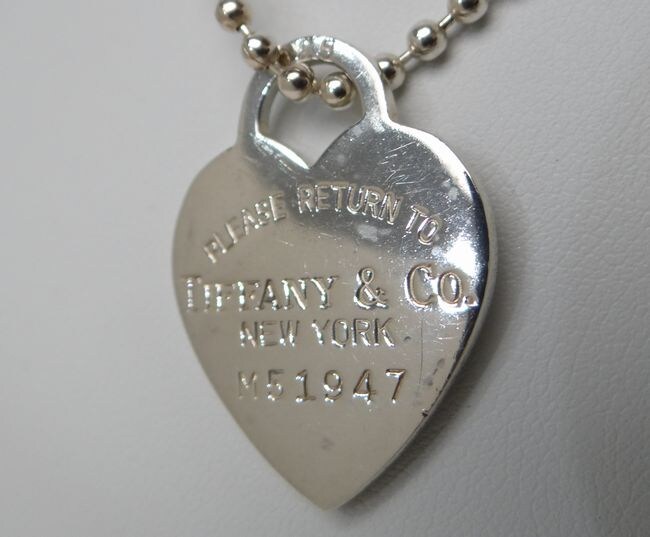 PLEASE RETURN TO
TIFFANY & CO.
NEW YORK
M51947